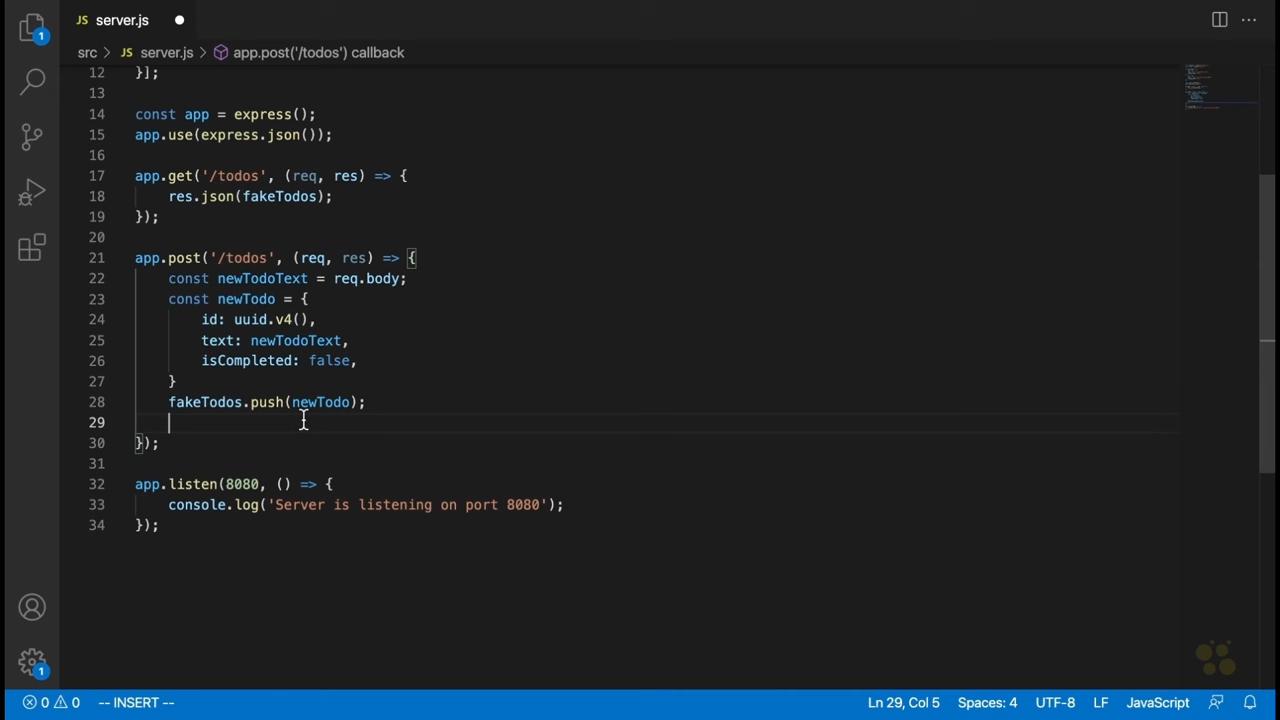 JS server.js
src > JS server.js > app.post('/todos') callback
12 }];
13
14 const app = express();
15 app.use(express.json());
16
17 app.get('/todos', (req, res) => {
18 res.json(fakeTodos);
19 });
20
21 app.post('/todos', (req, res) => {
22 const newTodoText = req.body;
23 const newTodo = {
24 id: uuid.v4(),
25 text: newTodoText,
26 isCompleted: false,
27 }
28 fakeTodos.push(newTodo);
29
30 });
31
32 app.listen(8080, () => {
33 console.log('Server is listening on port 8080');
34 });
1
1
0 0 -- INSERT -- Ln 29, Col 5 Spaces: 4 UTF-8 LF JavaScript